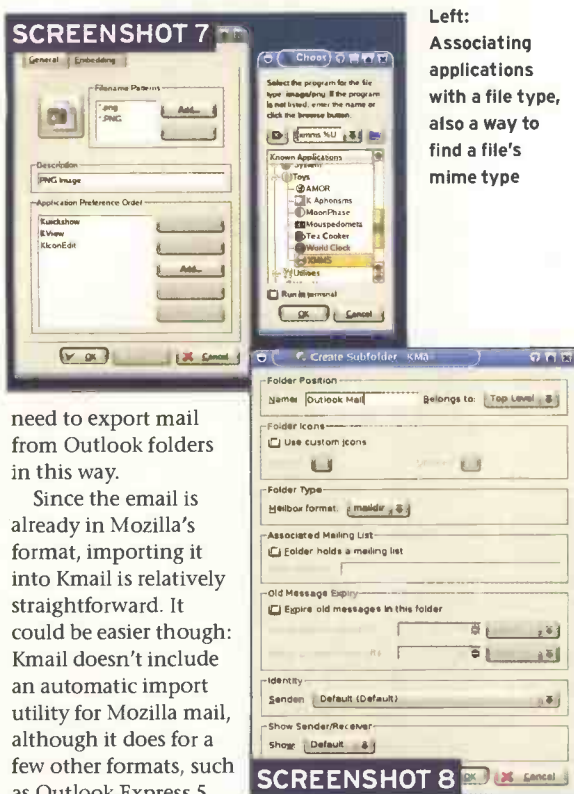 SCREENSHOT 7
General Embedding
Filename Patterns
*.png
*.PNG
Add...
Description
PNG Image
Application Preference Order
Kuickshow
KView
KIconEdit
Add...
OK Cancel
Choos
Select the program for the file
type: image/png. If the program
is not listed, enter the name or
click the browse button.
xmms %U
Known Applications
System
Toys
AMOR
K Aphorisms
MoonPhase
Mouspedometa
Tea Cooker
World Clock
XMMS
Utilities
Run in terminal
OK Cancel
Left:
Associating
applications
with a file type,
also a way to
find a file's
mime type
need to export mail
from Outlook folders
in this way.
Since the email is
already in Mozilla's
format, importing it
into Kmail is relatively
straightforward. It
could be easier though:
Kmail doesn't include
an automatic import
utility for Mozilla mail,
although it does for a
few other formats, such
as Outlook Express 5
Create Subfolder - KMa
Folder Position
Name: Outlook Mail Belongs to: Top Level
Folder Icons
Use custom icons
Folder Type
Mailbox format: maildir
Associated Mailing List
Folder holds a mailing list
Old Message Expiry
Expire old messages in this folder
Identity
Sender: Default (Default)
Show Sender/Receiver
Show: Default
OK Cancel
SCREENSHOT 8